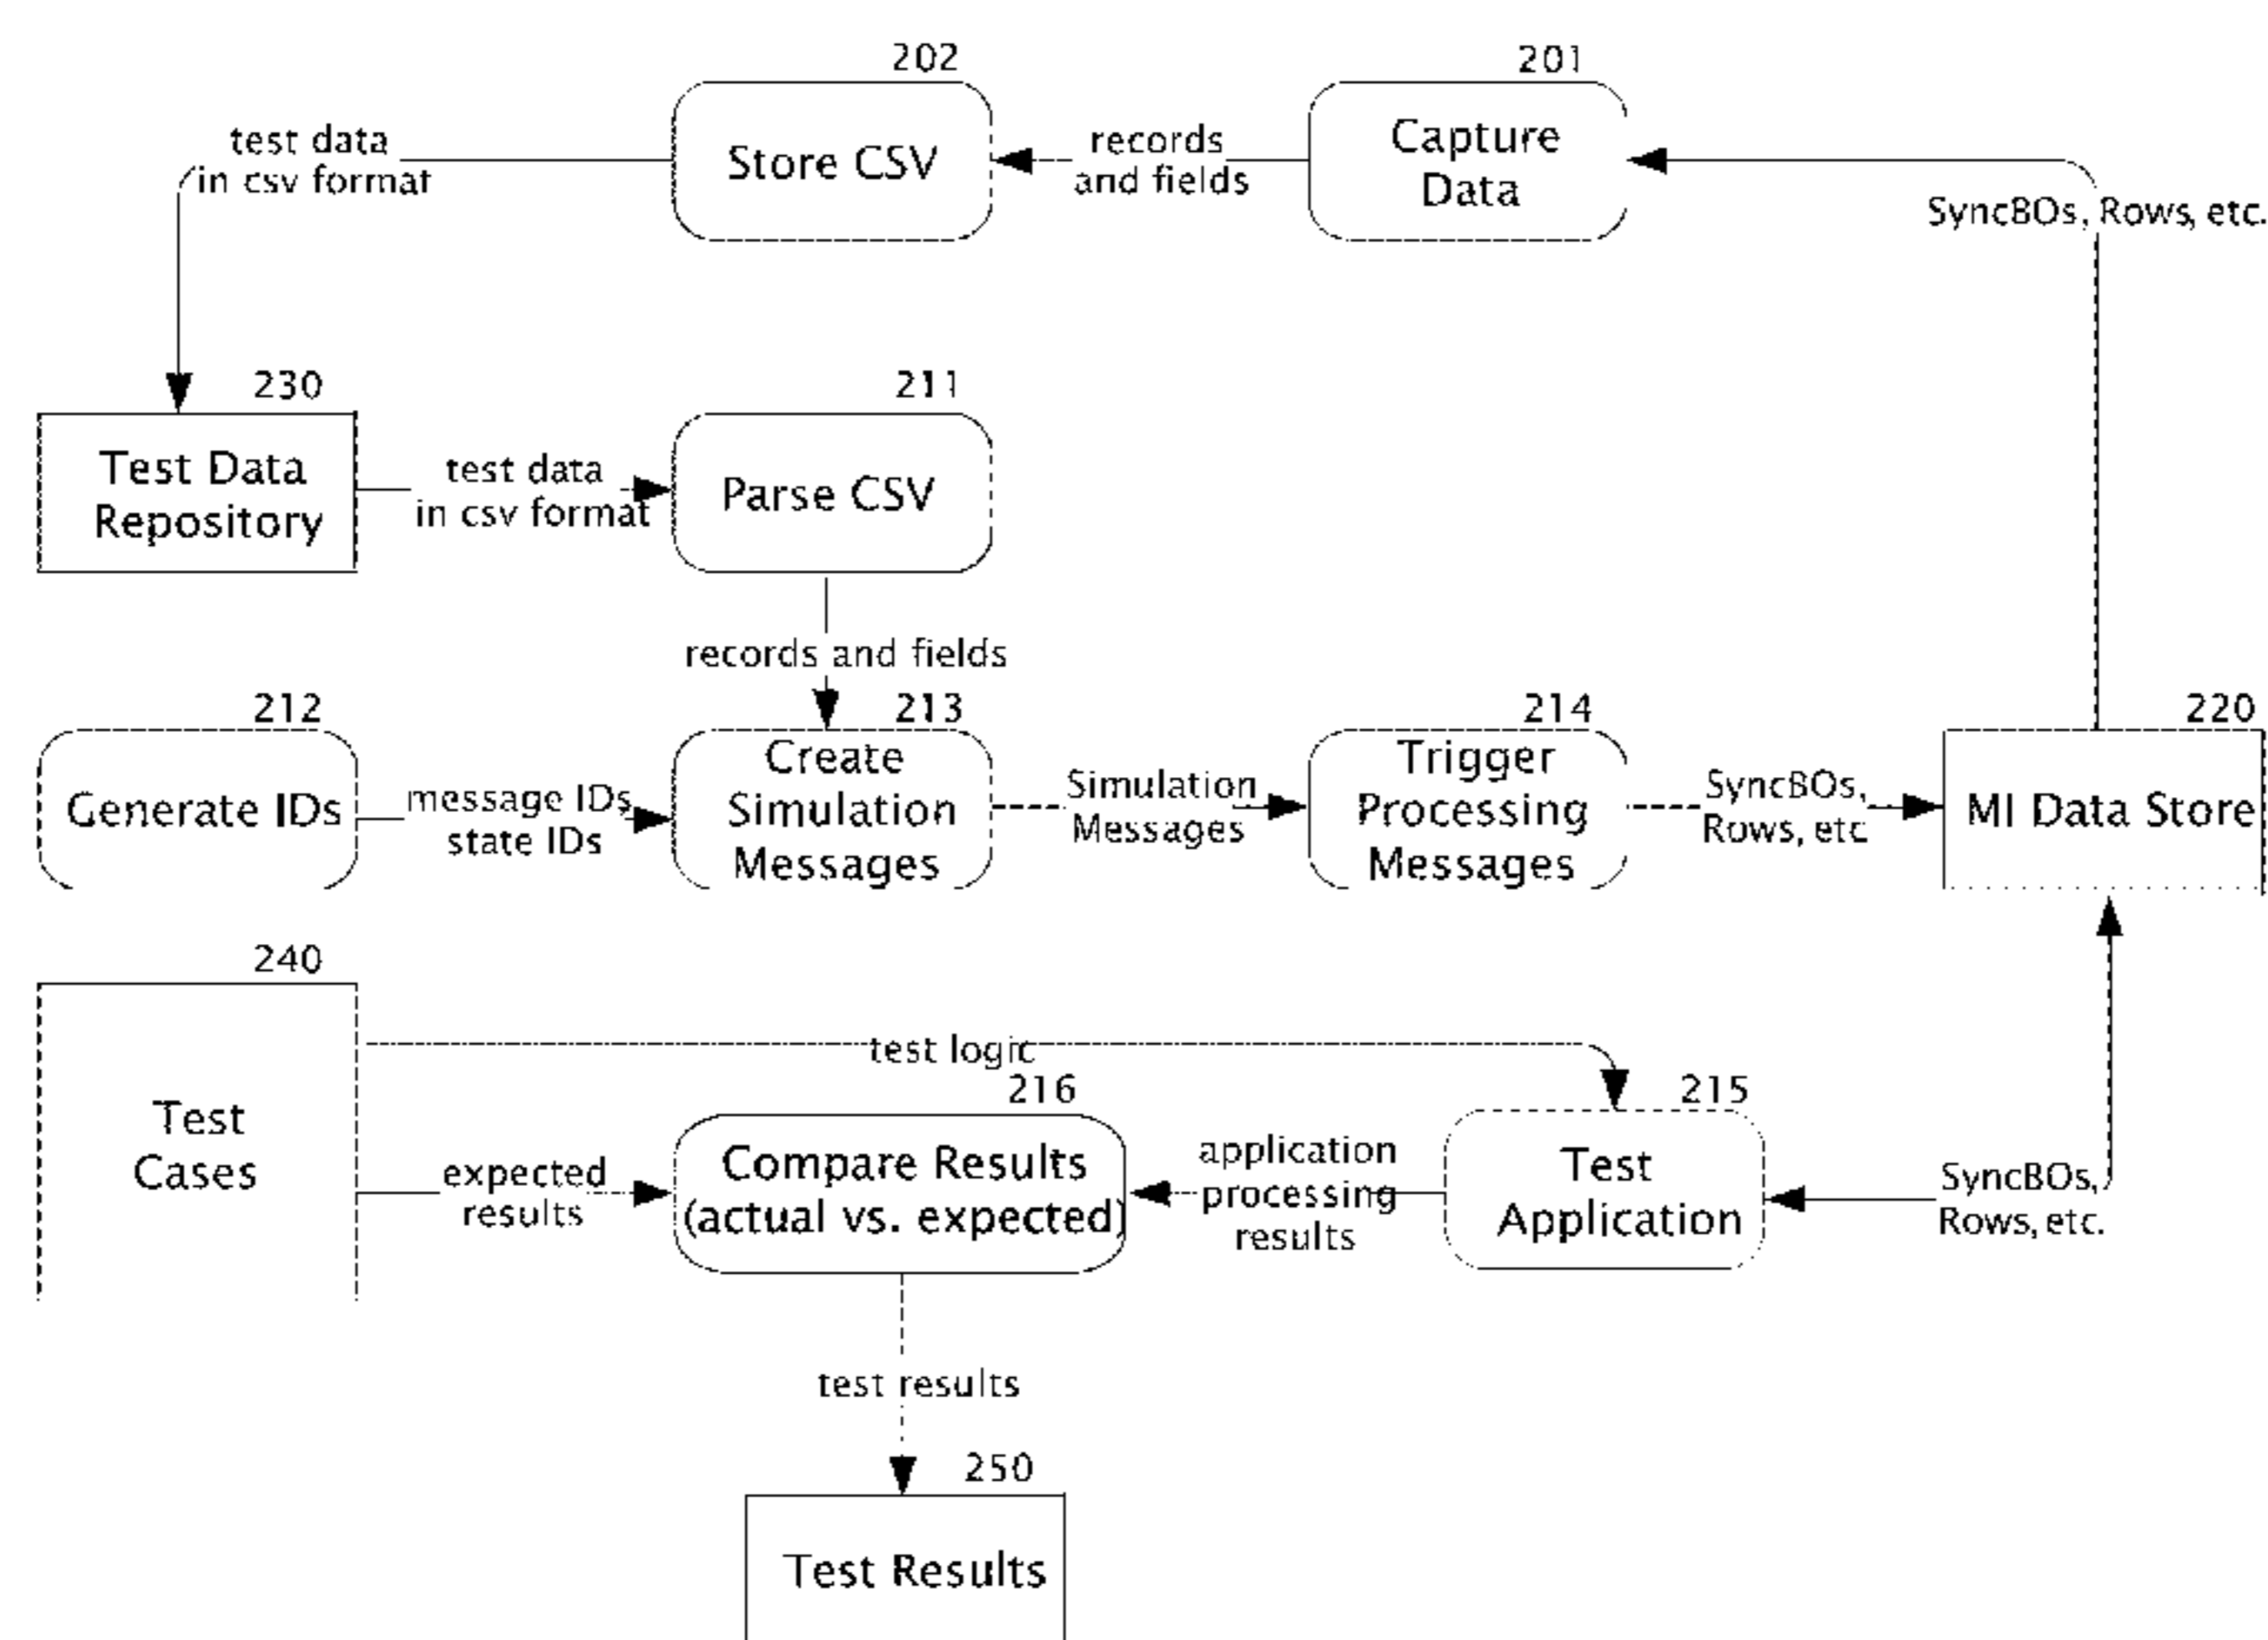 202
201
Store CSV
Capture
Data
test data
in csv format
records
and fields
SyncBOs, Rows, etc.
230
211
Test Data
Repository
test data
in csv format
Parse CSV
records and fields
212
213
214
220
Generate IDs
message IDs,
state IDs
Create
Simulation
Messages
Simulation
Messages
Trigger
Processing
Messages
SyncBOs,
Rows, etc
MI Data Store
240
test logic
216
215
Test
Cases
expected
results
Compare Results
(actual vs. expected)
application
processing
results
Test
Application
SyncBOs,
Rows, etc.
test results
250
Test Results